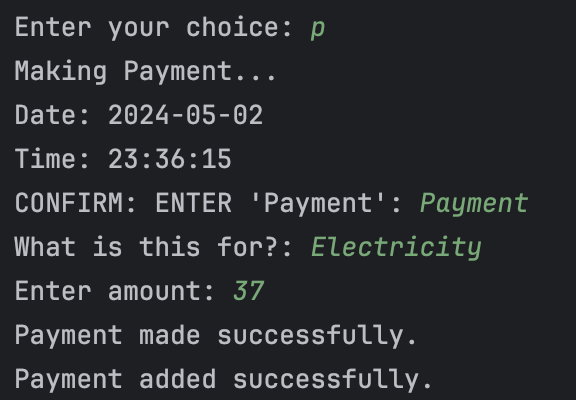 Enter your choice: p
Making Payment...
Date: 2024-05-02
Time: 23:36:15
CONFIRM: ENTER 'Payment': Payment
What is this for?: Electricity
Enter amount: 37
Payment made successfully.
Payment added successfully.